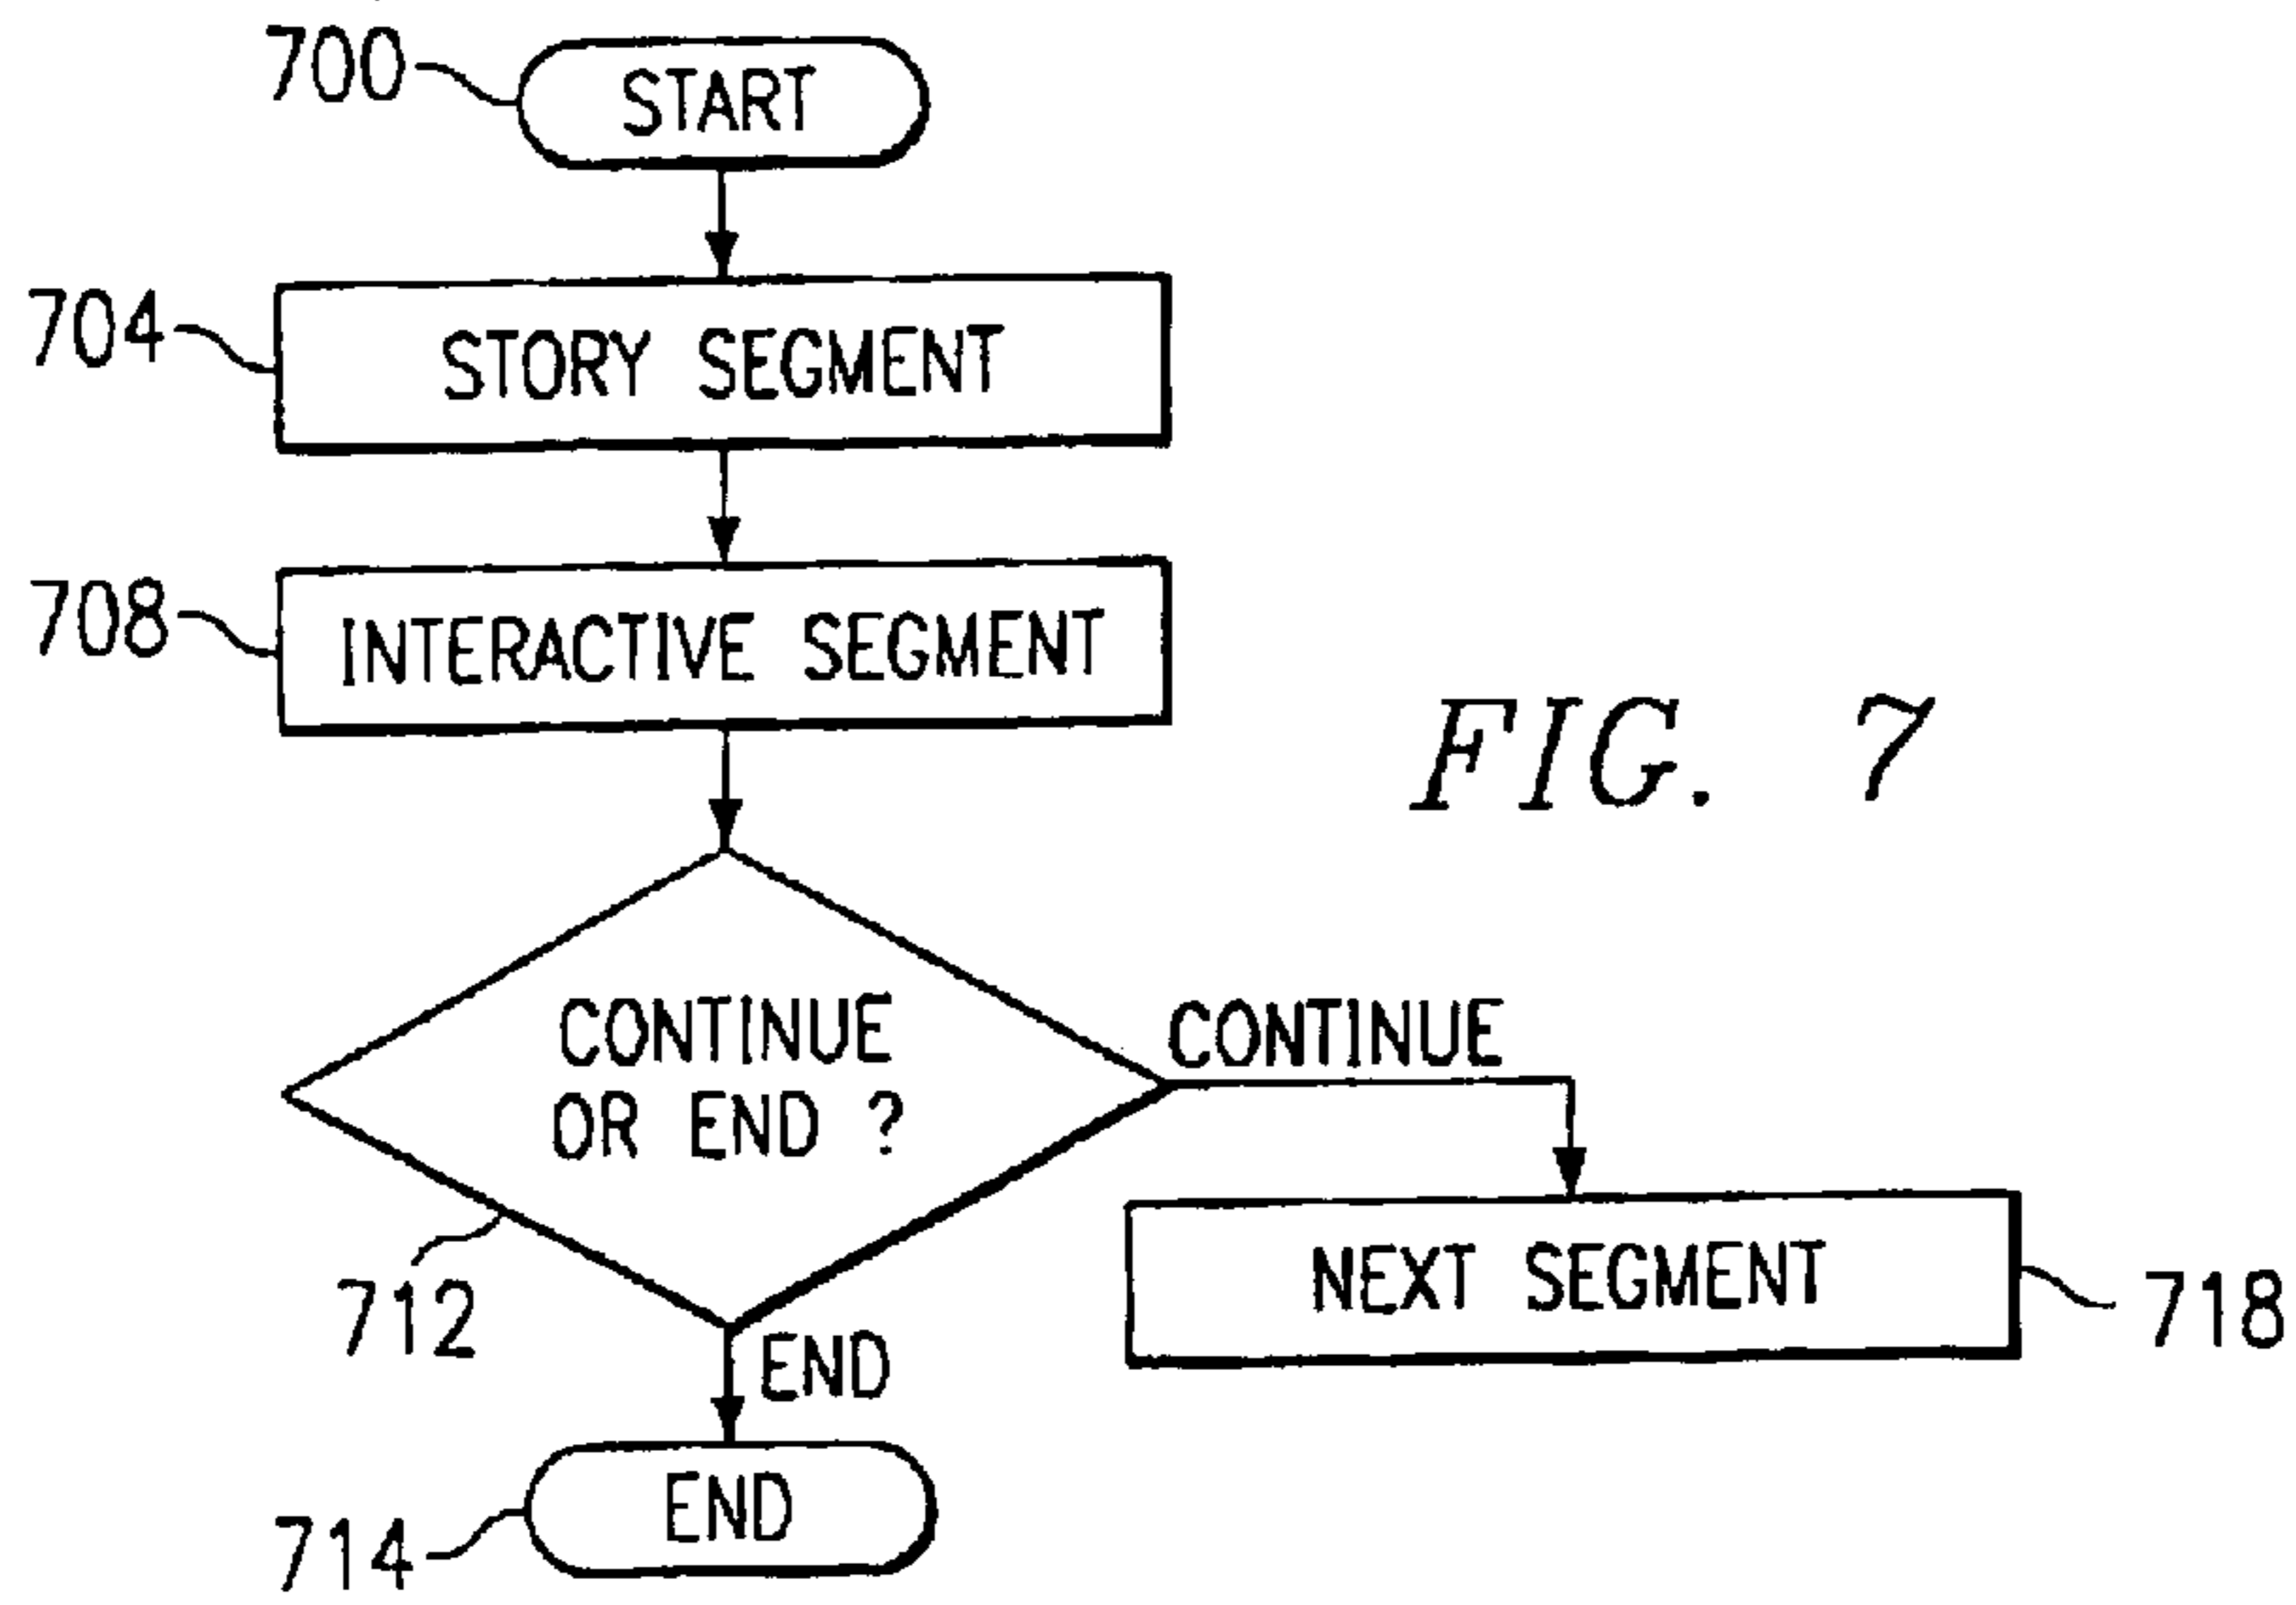 700
START
704
STORY SEGMENT
708
INTERACTIVE SEGMENT
FIG. 7
CONTINUE
OR END ?
CONTINUE
712
NEXT SEGMENT
718
END
END
714